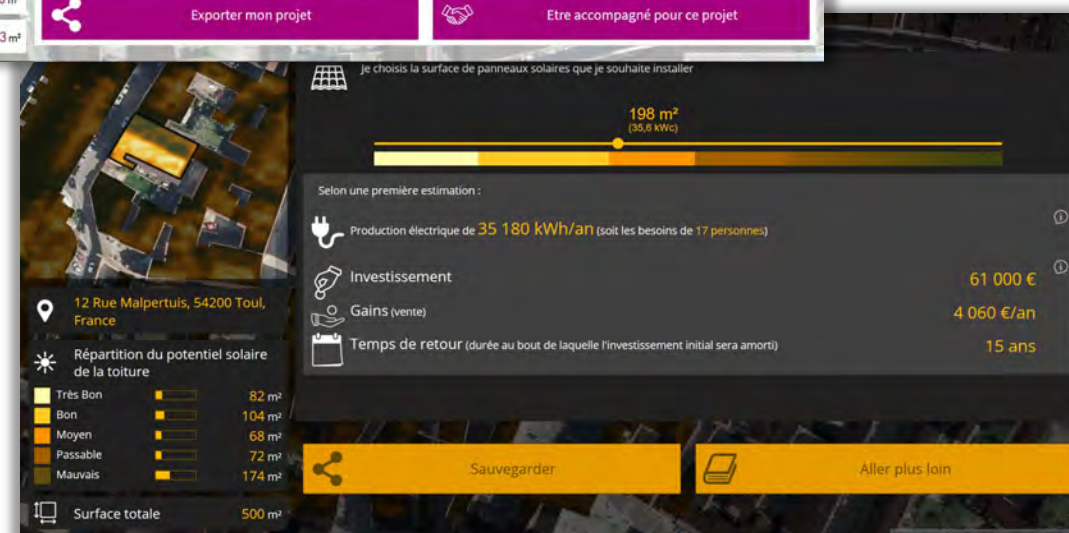 3 m²
Exporter mon projet
Etre accompagné pour ce projet
Je choisis la surface de panneaux solaires que je souhaite installer
198 m²
(35,6 kWc)
Selon une première estimation :
Production électrique de 35 180 kWh/an (soit les besoins de 17 personnes)
Investissement 61 000 €
Gains (vente) 4 060 €/an
Temps de retour (durée au bout de laquelle l'investissement initial sera amorti) 15 ans
12 Rue Malpertuis, 54200 Toul,
France
Répartition du potentiel solaire
de la toiture
Très Bon 82 m²
Bon 104 m²
Moyen 68 m²
Passable 72 m²
Mauvais 174 m²
Surface totale 500 m²
Sauvegarder
Aller plus loin